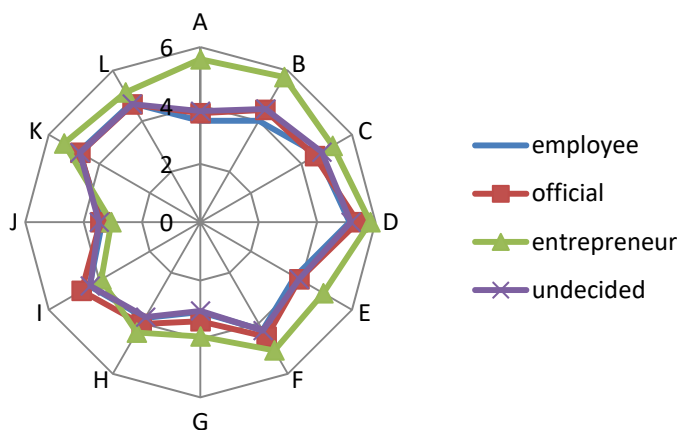 A
B
C
D
E
F
G
H
I
J
K
L
6
4
2
0
employee
official
entrepreneur
undecided